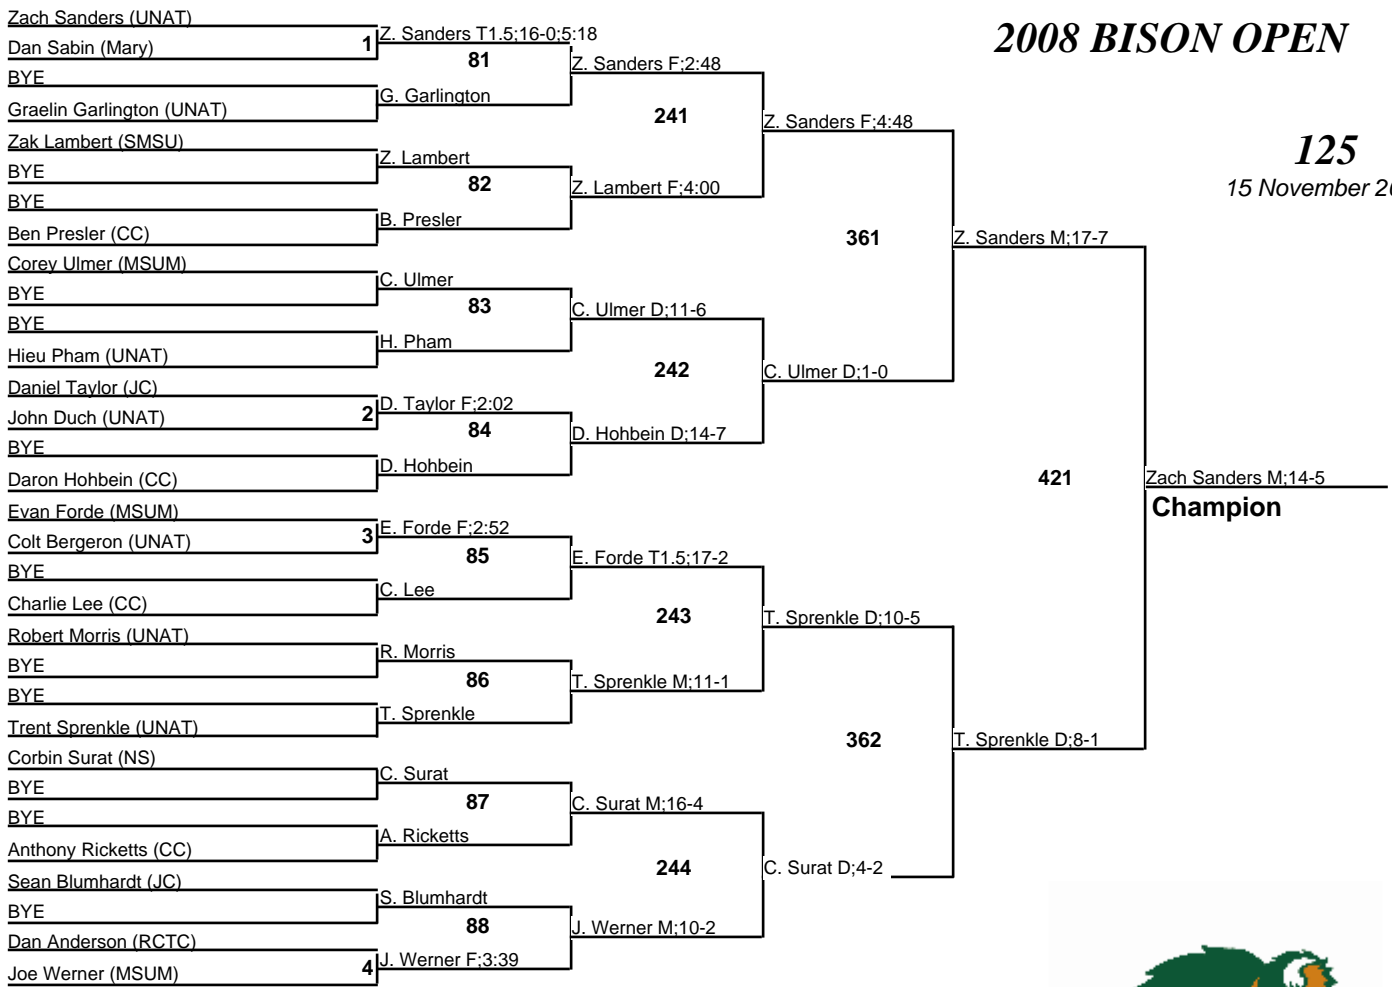 2008 BISON OPEN
125
15 November 20
Zach Sanders (UNAT)
Dan Sabin (Mary)
BYE
Graelin Garlington (UNAT)
Zak Lambert (SMSU)
BYE
BYE
Ben Presler (CC)
Corey Ulmer (MSUM)
BYE
BYE
Hieu Pham (UNAT)
Daniel Taylor (JC)
John Duch (UNAT)
BYE
Daron Hohbein (CC)
Evan Forde (MSUM)
Colt Bergeron (UNAT)
BYE
Charlie Lee (CC)
Robert Morris (UNAT)
BYE
BYE
Trent Sprenkle (UNAT)
Corbin Surat (NS)
BYE
BYE
Anthony Ricketts (CC)
Sean Blumhardt (JC)
BYE
Dan Anderson (RCTC)
Joe Werner (MSUM)
1
2
3
4
Z. Sanders T1.5;16-0;5:18
81
G. Garlington
Z. Lambert
82
B. Presler
C. Ulmer
83
H. Pham
D. Taylor F;2:02
84
D. Hohbein
E. Forde F;2:52
85
C. Lee
R. Morris
86
T. Sprenkle
C. Surat
87
A. Ricketts
S. Blumhardt
88
J. Werner F;3:39
Z. Sanders F;2:48
241
Z. Lambert F;4:00
C. Ulmer D;11-6
242
D. Hohbein D;14-7
E. Forde T1.5;17-2
243
T. Sprenkle M;11-1
C. Surat M;16-4
244
J. Werner M;10-2
Z. Sanders F;4:48
361
C. Ulmer D;1-0
T. Sprenkle D;10-5
362
C. Surat D;4-2
Z. Sanders M;17-7
421
T. Sprenkle D;8-1
Zach Sanders M;14-5
Champion